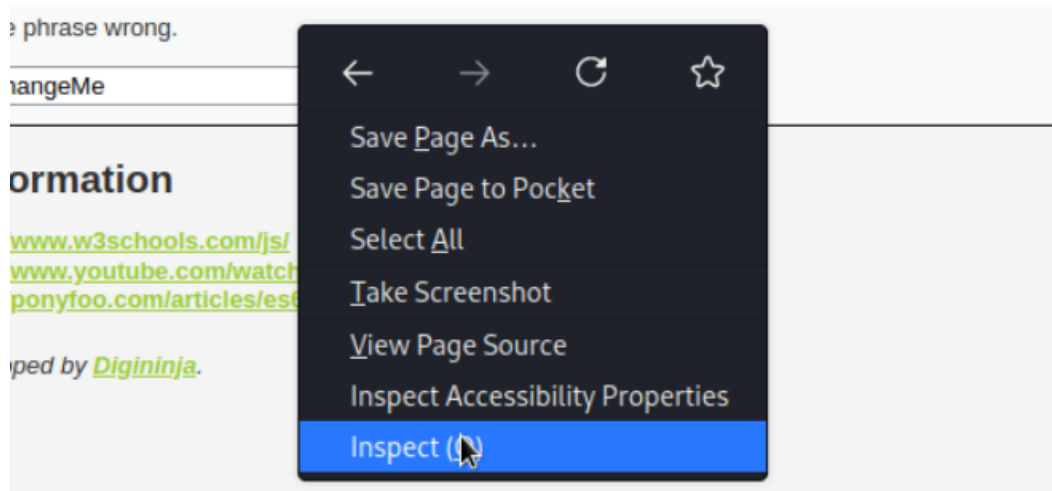 e phrase wrong.
hangeMe
Save Page As...
ormation
Save Page to Pocket
www.w3schools.com/js/
Select All
www.youtube.com/watch
ponyfoo.com/articles/es6
Take Screenshot
View Page Source
ped by Digininja.
Inspect Accessibility Properties
Inspect (Q)